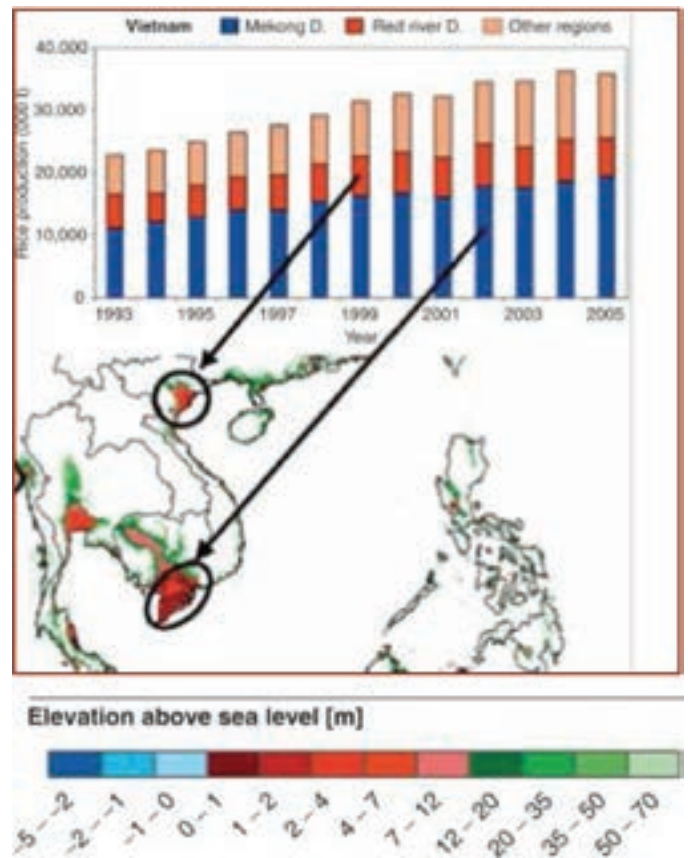 Vietnam Mekong D. Red river D. Other regions
40,000
30,000
20,000
10,000
0
Rice production (000 t)
1993 1995 1997 1999 2001 2003 2005
Year
Elevation above sea level [m]
−5 – −2 −2 – −1 −1 – 0 0 – 1 1 – 2 2 – 4 4 – 7 7 – 12 12 – 20 20 – 35 35 – 50 50 – 70